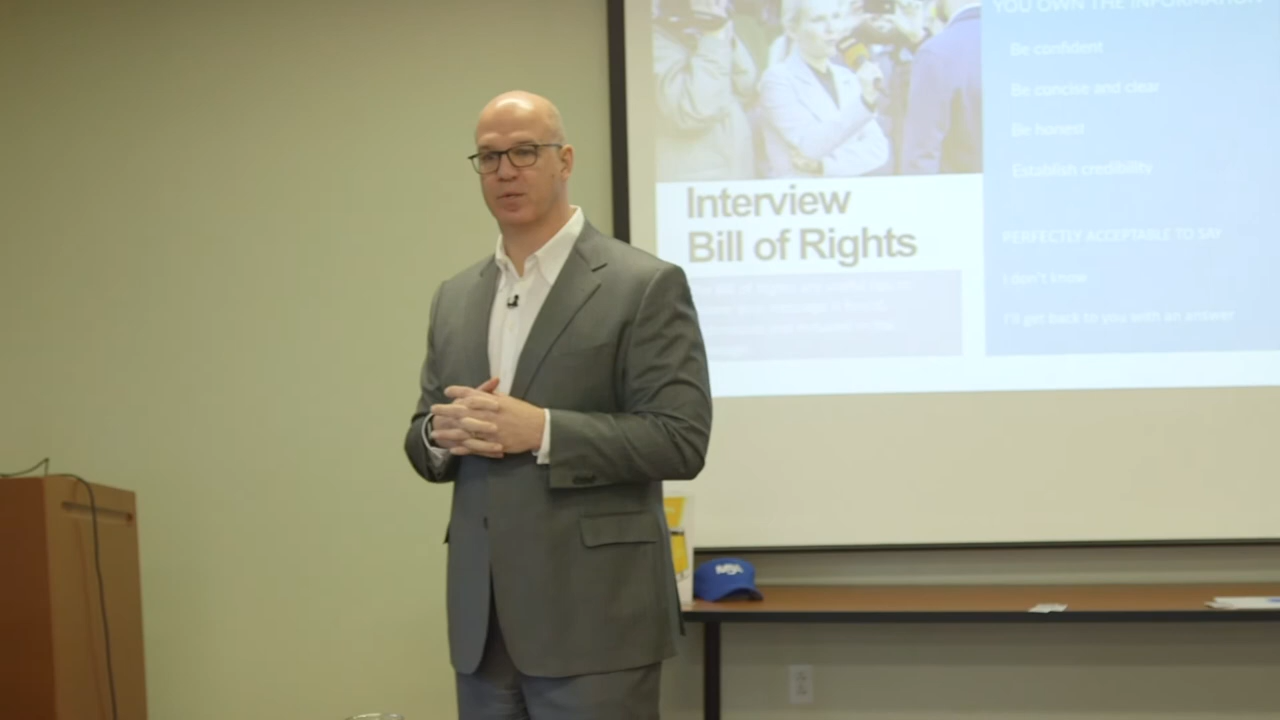 Interview
Bill of Rights
YOU OWN THE INFORMATION
Be confident
Be concise and clear
Be honest
Establish credibility
PERFECTLY ACCEPTABLE TO SAY
I don't know
I'll get back to you with an answer